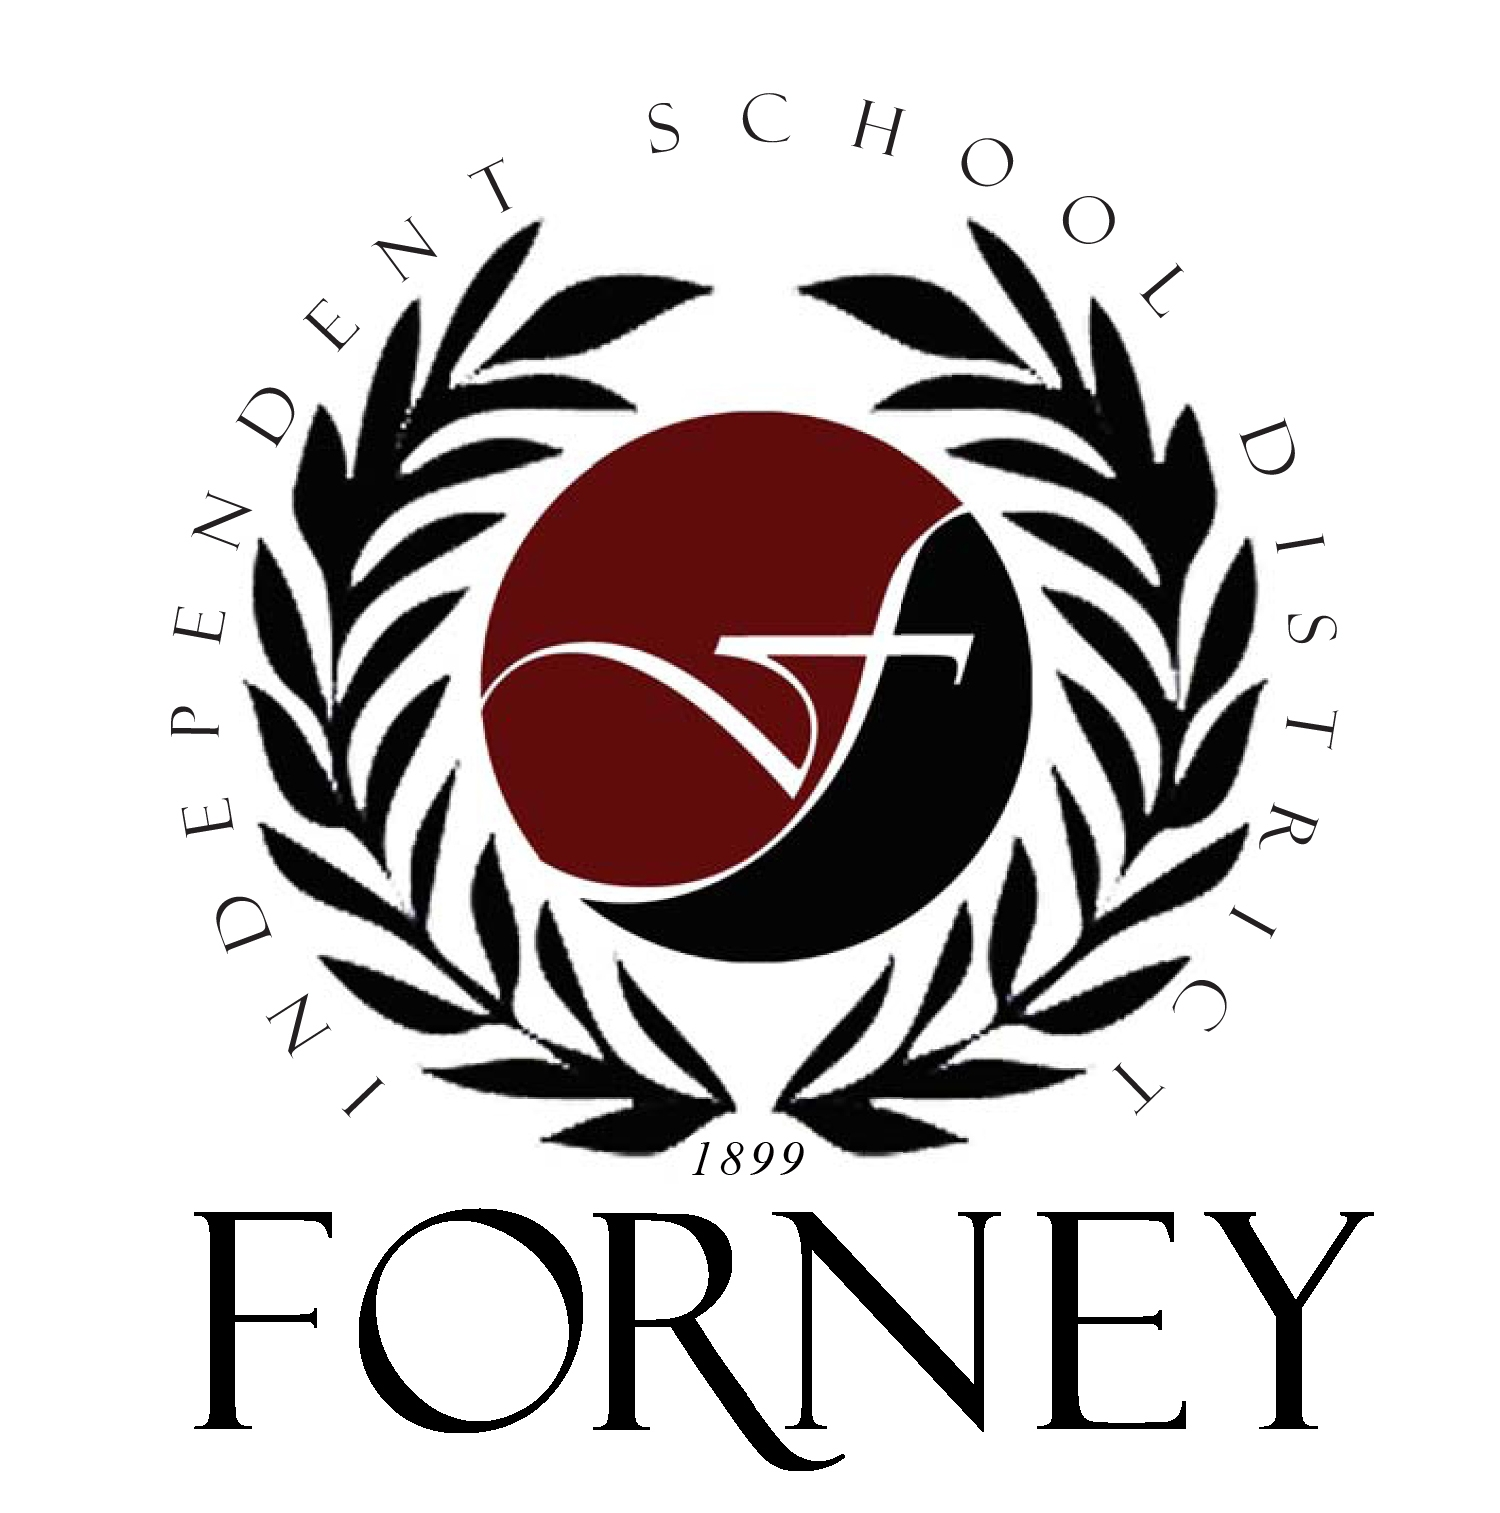 INDEPENDENT SCHOOL DISTRICT
f
1899
FORNEY